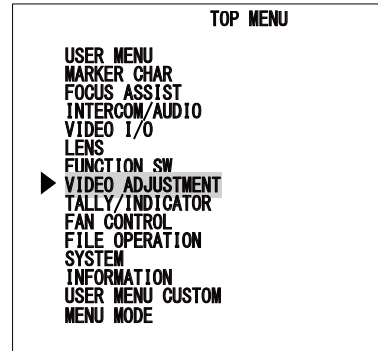 TOP MENU
USER MENU
MARKER CHAR
FOCUS ASSIST
INTERCOM/AUDIO
VIDEO I/O
LENS
FUNCTION SW
VIDEO ADJUSTMENT
TALLY/INDICATOR
FAN CONTROL
FILE OPERATION
SYSTEM
INFORMATION
USER MENU CUSTOM
MENU MODE